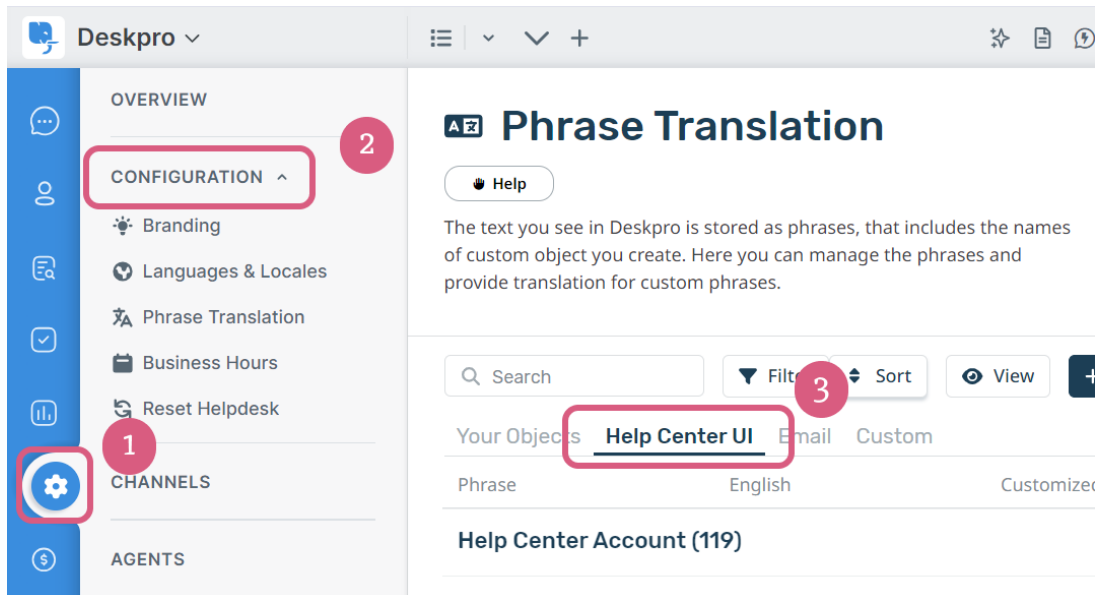 Deskpro
OVERVIEW
2
CONFIGURATION
Branding
Languages & Locales
Phrase Translation
Business Hours
Reset Helpdesk
1
CHANNELS
AGENTS
Phrase Translation
Help
The text you see in Deskpro is stored as phrases, that includes the names
of custom object you create. Here you can manage the phrases and
provide translation for custom phrases.
Search
Filte
Sort
View
3
Your Objects Help Center UI Email Custom
Phrase English Customized
Help Center Account (119)